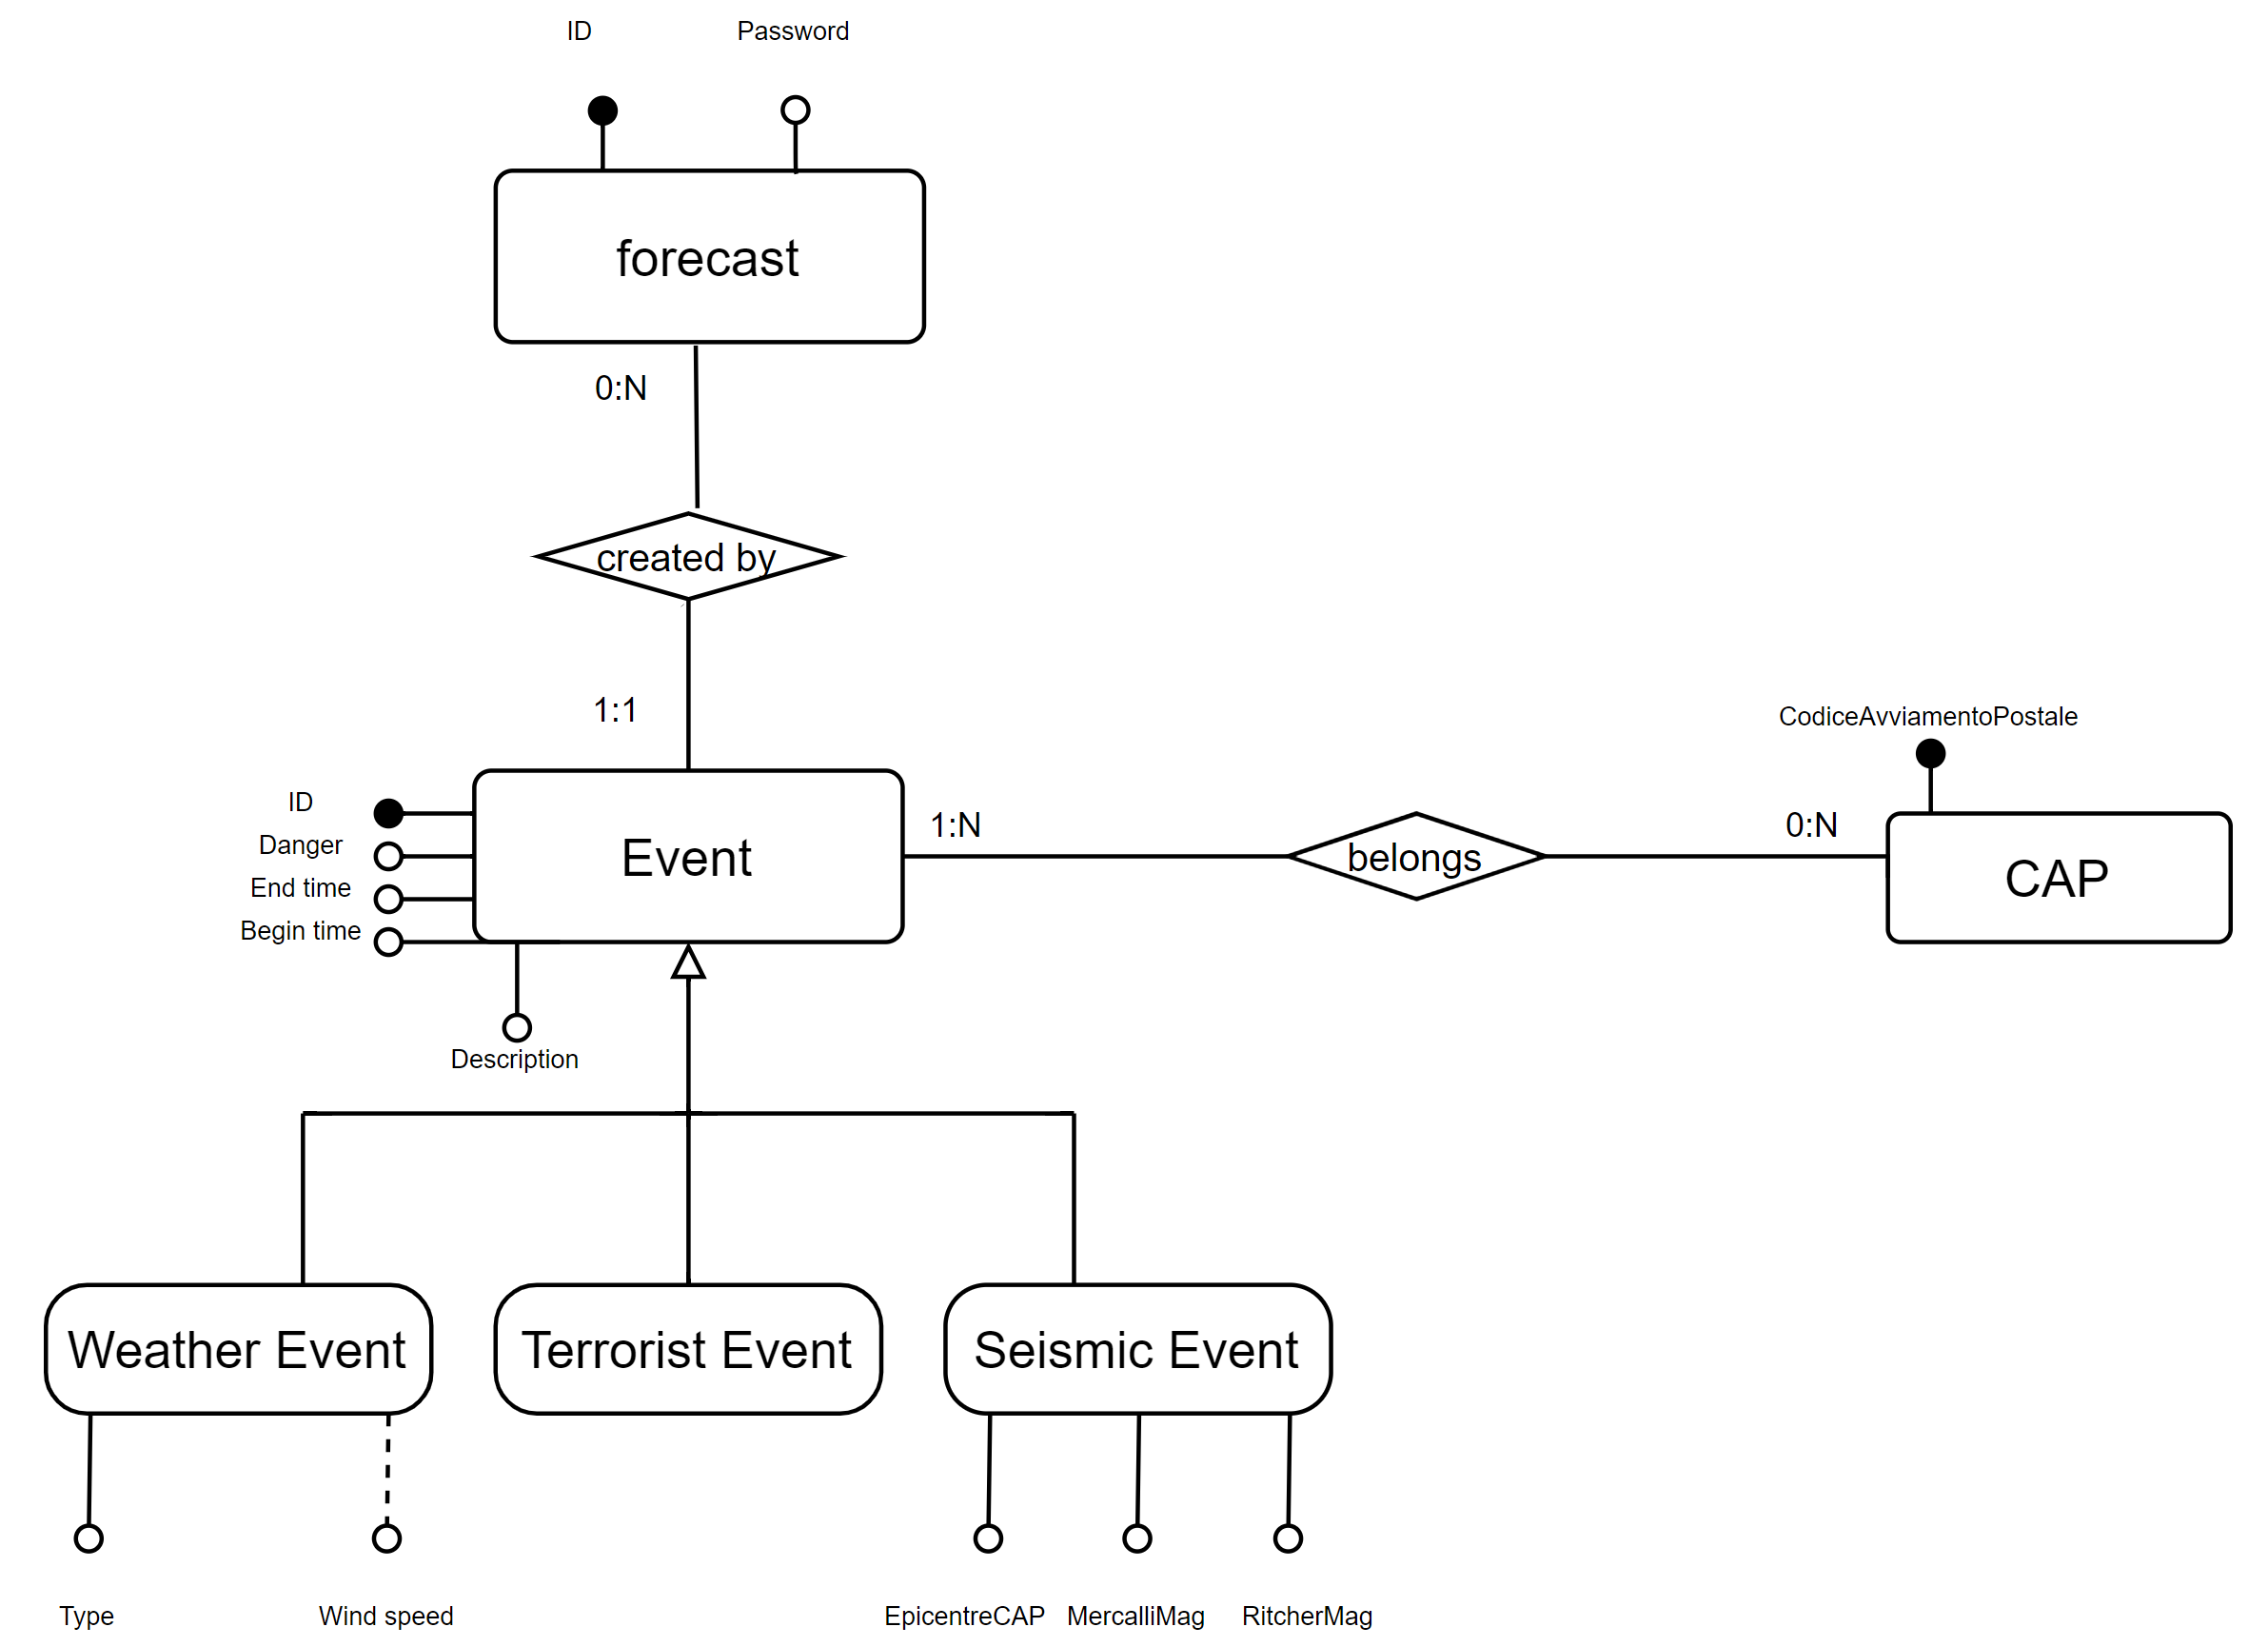 ID
Password
forecast
0:N
created by
1:1
CodiceAvviamentoPostale
ID
Danger
End time
Begin time
Event
1:N
belongs
0:N
CAP
Description
Weather Event
Terrorist Event
Seismic Event
Type
Wind speed
EpicentreCAP
MercalliMag
RitcherMag